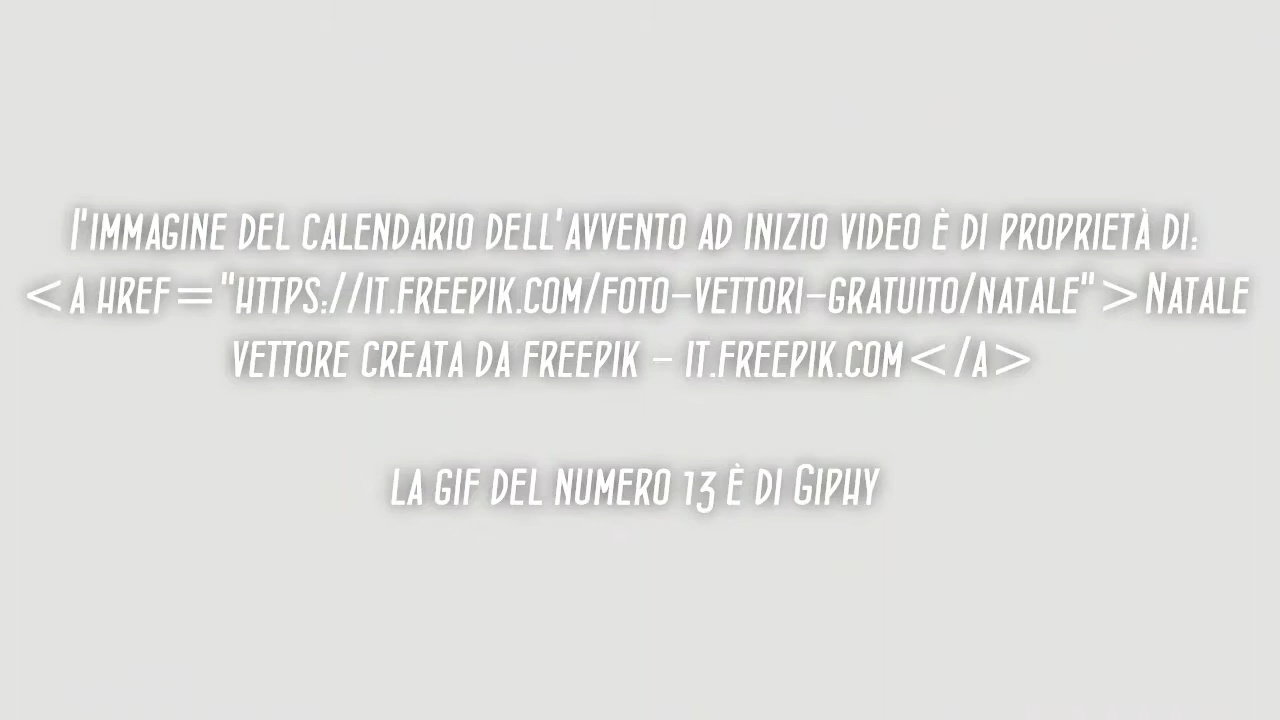 l'immagine del calendario dell'avvento ad inizio video è di proprietà di:
<a href="https://it.freepik.com/foto-vettori-gratuito/natale">Natale
vettore creata da freepik - it.freepik.com</a>
la gif del numero 13 è di Giphy